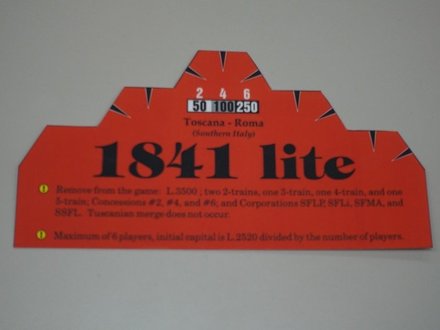 2 4 6
50 100 250
Toscana - Roma
(Southern Italy)
1841 lite
Remove from the game: L.3500 ; two 2-trains, one 3-train, one 4-train, and one
5-train; Concessions #2, #4, and #6; and Corporations SFLP, SFLi, SFMA, and
SSFL. Tuscanian merge does not occur.
Maximum of 6 players, initial capital is L.2520 divided by the number of players.